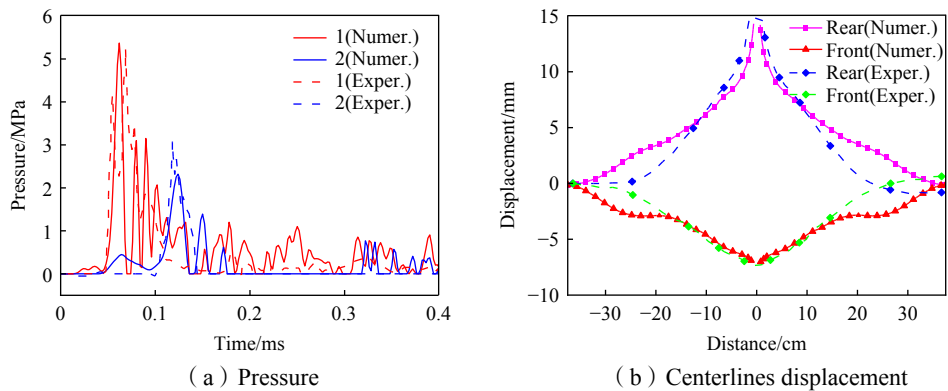 6
5
4
3
2
1
0
Pressure/MPa
1(Numer.)
2(Numer.)
1(Exper.)
2(Exper.)
0
0.1
0.2
0.3
0.4
Time/ms
(a) Pressure
15
10
5
0
−5
−10
Displacement/mm
Rear(Numer.)
Front(Numer.)
Rear(Exper.)
Front(Exper.)
−30
−20
−10
0
10
20
30
Distance/cm
(b) Centerlines displacement